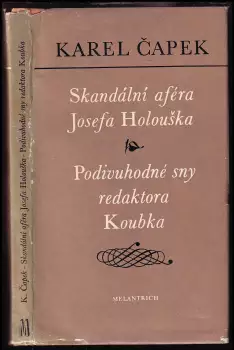 KAREL ČAPEK
Skandální aféra
Josefa Holouška
Podivuhodné sny
redaktora
Koubka
MELANTRICH
K. Čapek - Skandální aféra Josefa Holouška - Podivuhodné sny redaktora Koubka
M